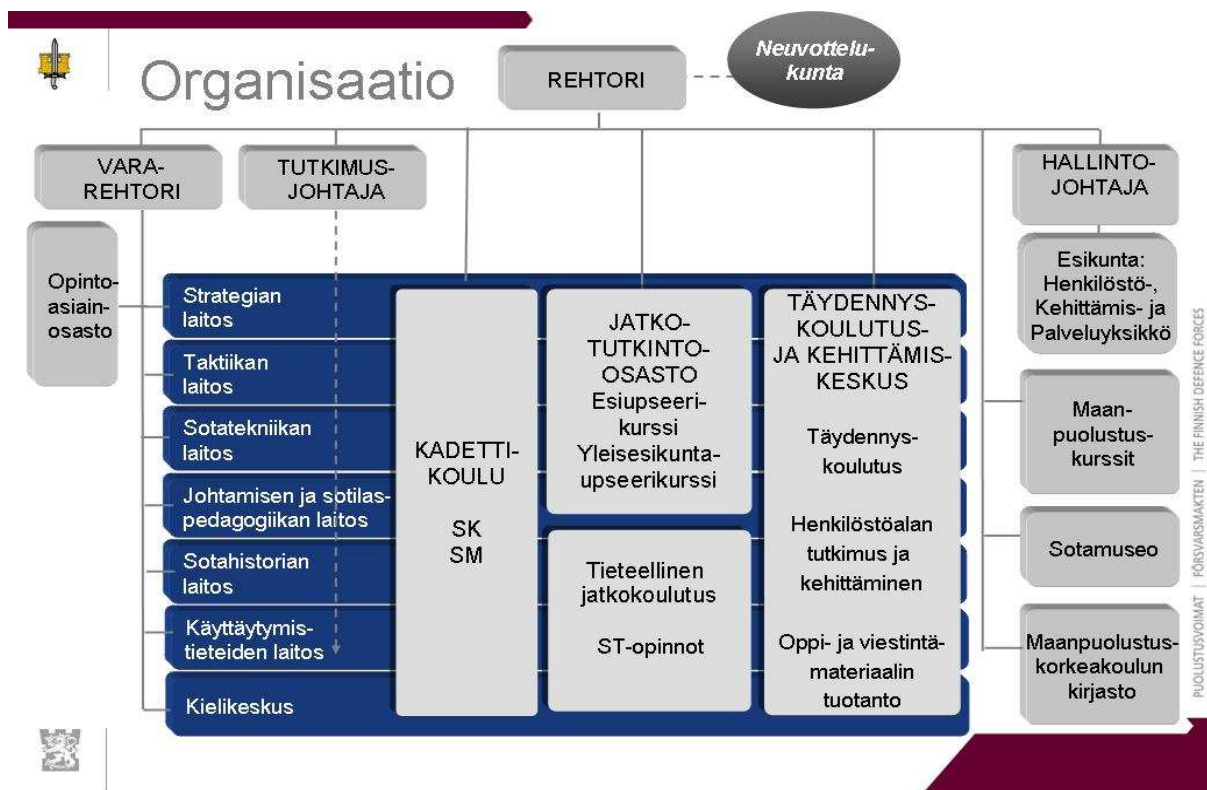 Organisaatio
REHTORI
Neuvottelu-
kunta
VARA-
REHTORI
TUTKIMUS-
JOHTAJA
HALLINTO-
JOHTAJA
Opinto-
asiain-
osasto
Strategian
laitos
Taktiikan
laitos
Sotatekniikan
laitos
Johtamisen ja sotilas-
pedagogiikan laitos
Sotahistorian
laitos
Käyttäytymis-
tieteiden laitos
Kielikeskus
KADETTI-
KOULU
SK
SM
JATKO-
TUTKINTO-
OSASTO
Esiupseeri-
kurssi
Yleisesikunta-
upseerikurssi
Tieteellinen
jatkokoulutus
ST-opinnot
TÄYDENNYS-
KOULUTUS-
JA KEHITTÄMIS-
KESKUS
Täydennys-
koulutus
Henkilöstöalan
tutkimus ja
kehittäminen
Oppi- ja viestintä-
materiaalin
tuotanto
Esikunta:
Henkilöstö-,
Kehittämis- ja
Palveluyksikkö
Maan-
puolustus-
kurssit
Sotamuseo
Maanpuolustus-
korkeakoulun
kirjasto
PUOLUSTUSVOIMAT | FÖRSVARSMAKTEN | THE FINNISH DEFENCE FORCES